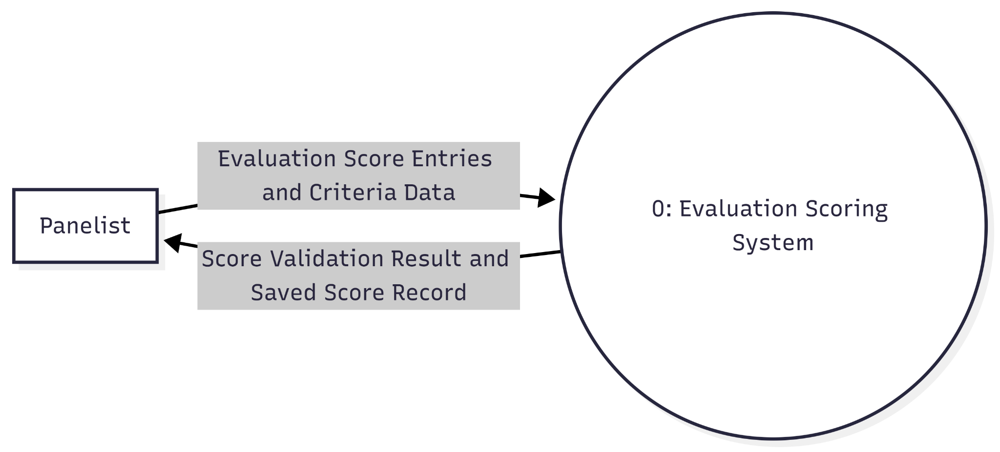 Evaluation Score Entries
and Criteria Data
Panelist
0: Evaluation Scoring
System
Score Validation Result and
Saved Score Record